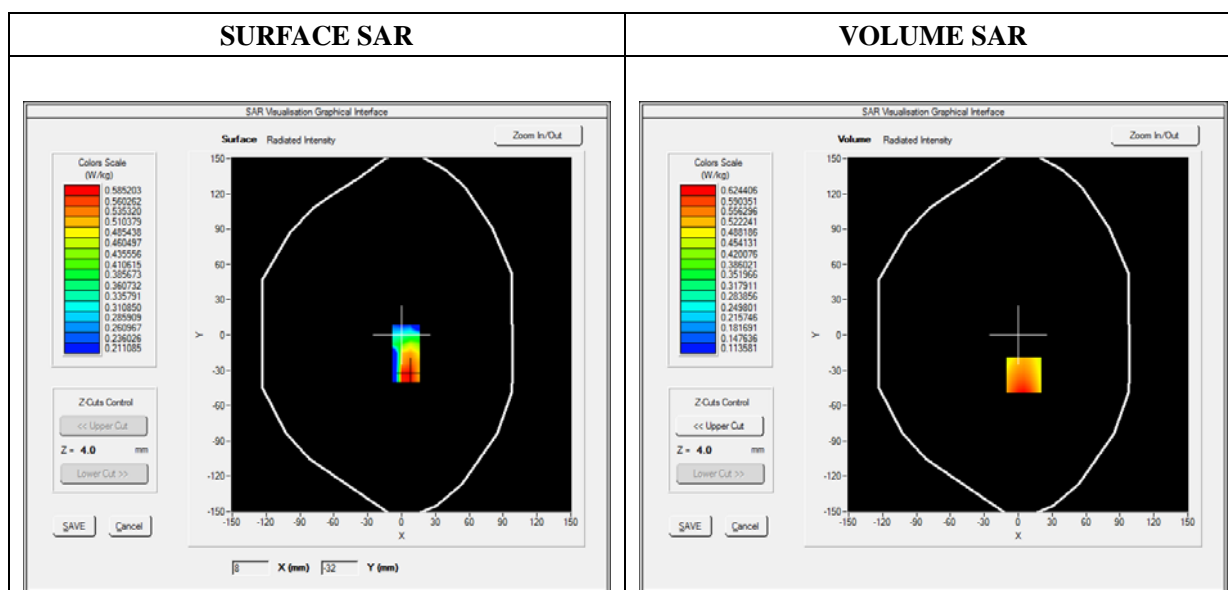 SURFACE SAR
VOLUME SAR
SAR Visualisation Graphical Interface
Surface Radiated Intensity
Zoom In/Out
Colors Scale
(W/kg)
0.585203
0.560262
0.535320
0.510379
0.485438
0.460497
0.435556
0.410615
0.385673
0.360732
0.335791
0.310850
0.285909
0.260967
0.236026
0.211085
Z-Cuts Control
<< Upper Cut
Z = 4.0 mm
Lower Cut >>
SAVE Cancel
150
120
90
60
30
0
-30
-60
-90
-120
-150
Y
-150 -120 -90 -60 -30 0 30 60 90 120 150
X
8 X (mm) -32 Y (mm)
SAR Visualisation Graphical Interface
Volume Radiated Intensity
Zoom In/Out
Colors Scale
(W/kg)
0.624406
0.590351
0.556296
0.522241
0.488186
0.454131
0.420076
0.386021
0.351966
0.317911
0.283856
0.249801
0.215746
0.181691
0.147636
0.113581
Z-Cuts Control
<< Upper Cut
Z = 4.0 mm
Lower Cut >>
SAVE Cancel
150
120
90
60
30
0
-30
-60
-90
-120
-150
Y
-150 -120 -90 -60 -30 0 30 60 90 120 150
X